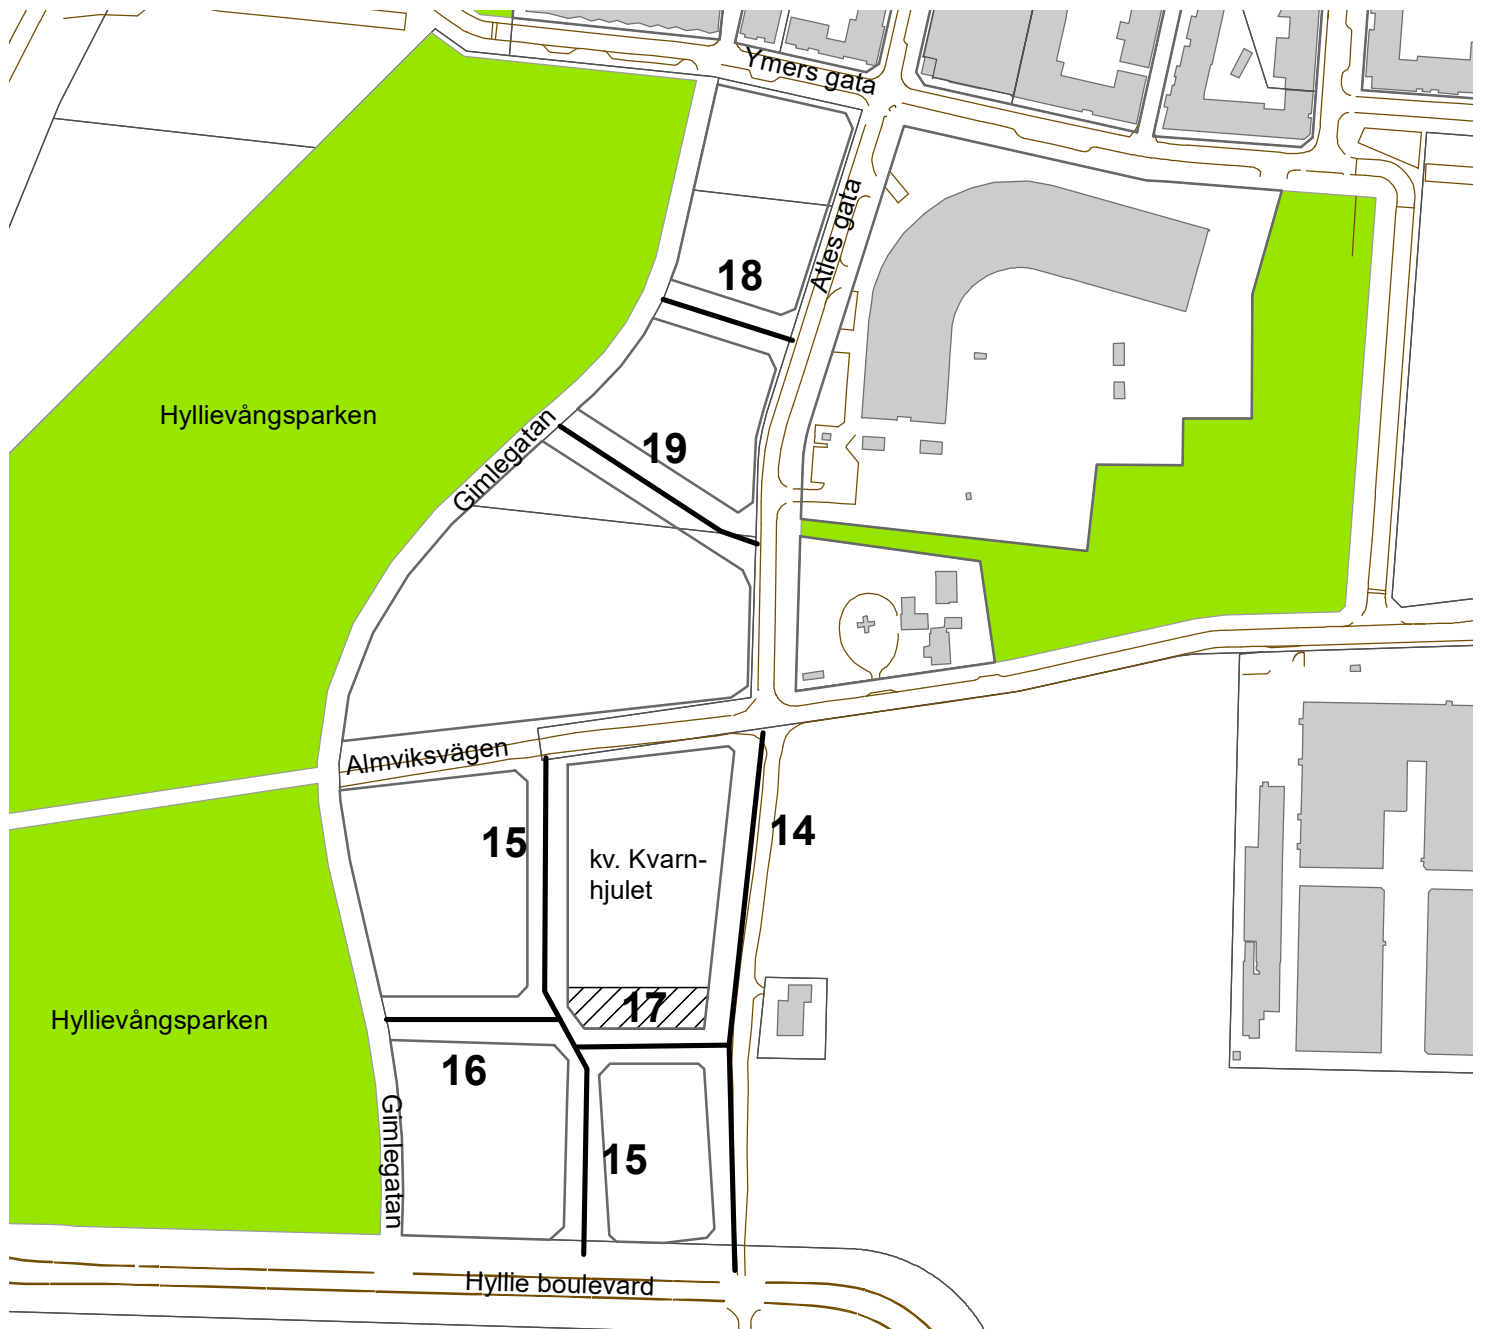 Ymers gata
Atles gata
18
Hyllievångsparken
Gimlegatan
19
Almviksvägen
15
14
kv. Kvarn-
hjulet
17
Hyllievångsparken
16
Gimlegatan
15
Hyllie boulevard